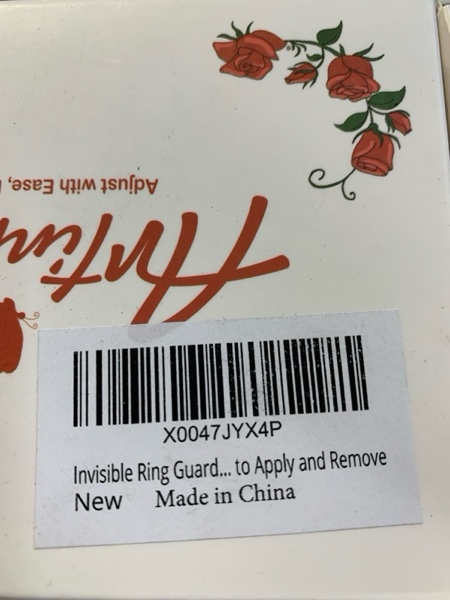 Adjust with Ease,
X0047JYX4P
Invisible Ring Guard... to Apply and Remove
New Made in China